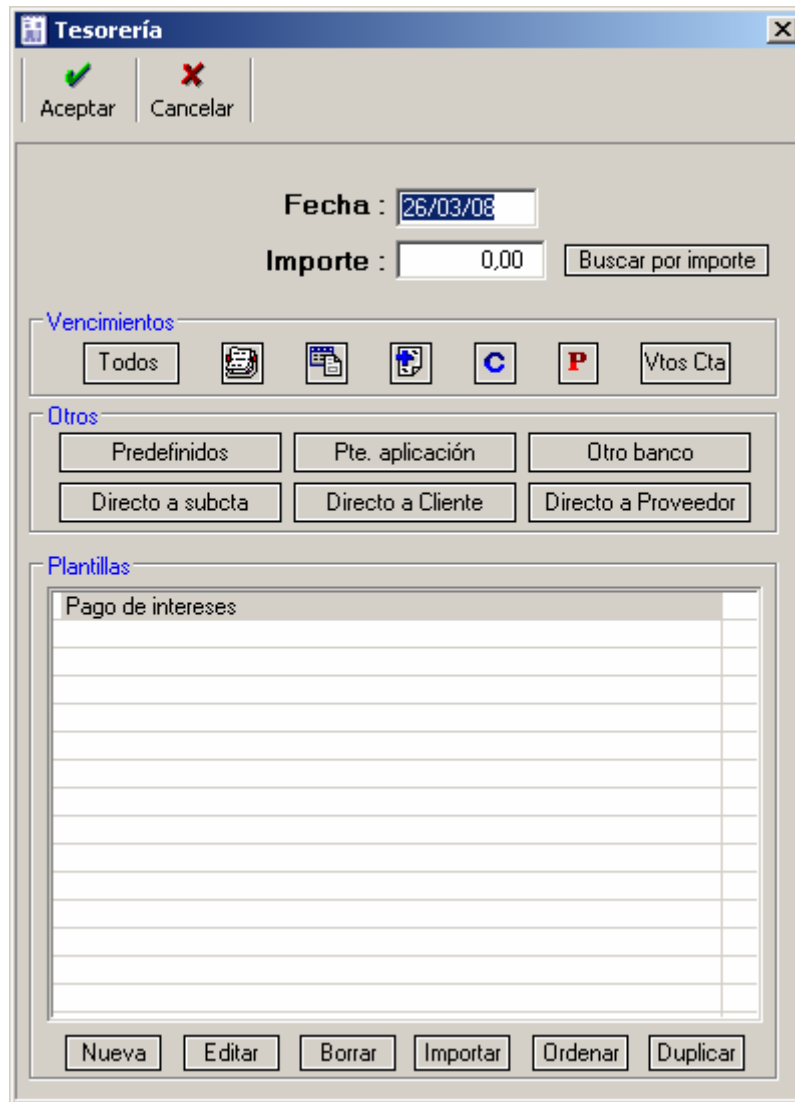 Tesorería
Aceptar Cancelar
Fecha : 26/03/08
Importe : 0,00 Buscar por importe
Vencimientos
Todos C P Vtos Cta
Otros
Predefinidos Pte. aplicación Otro banco
Directo a subcta Directo a Cliente Directo a Proveedor
Plantillas
Pago de intereses
Nueva Editar Borrar Importar Ordenar Duplicar